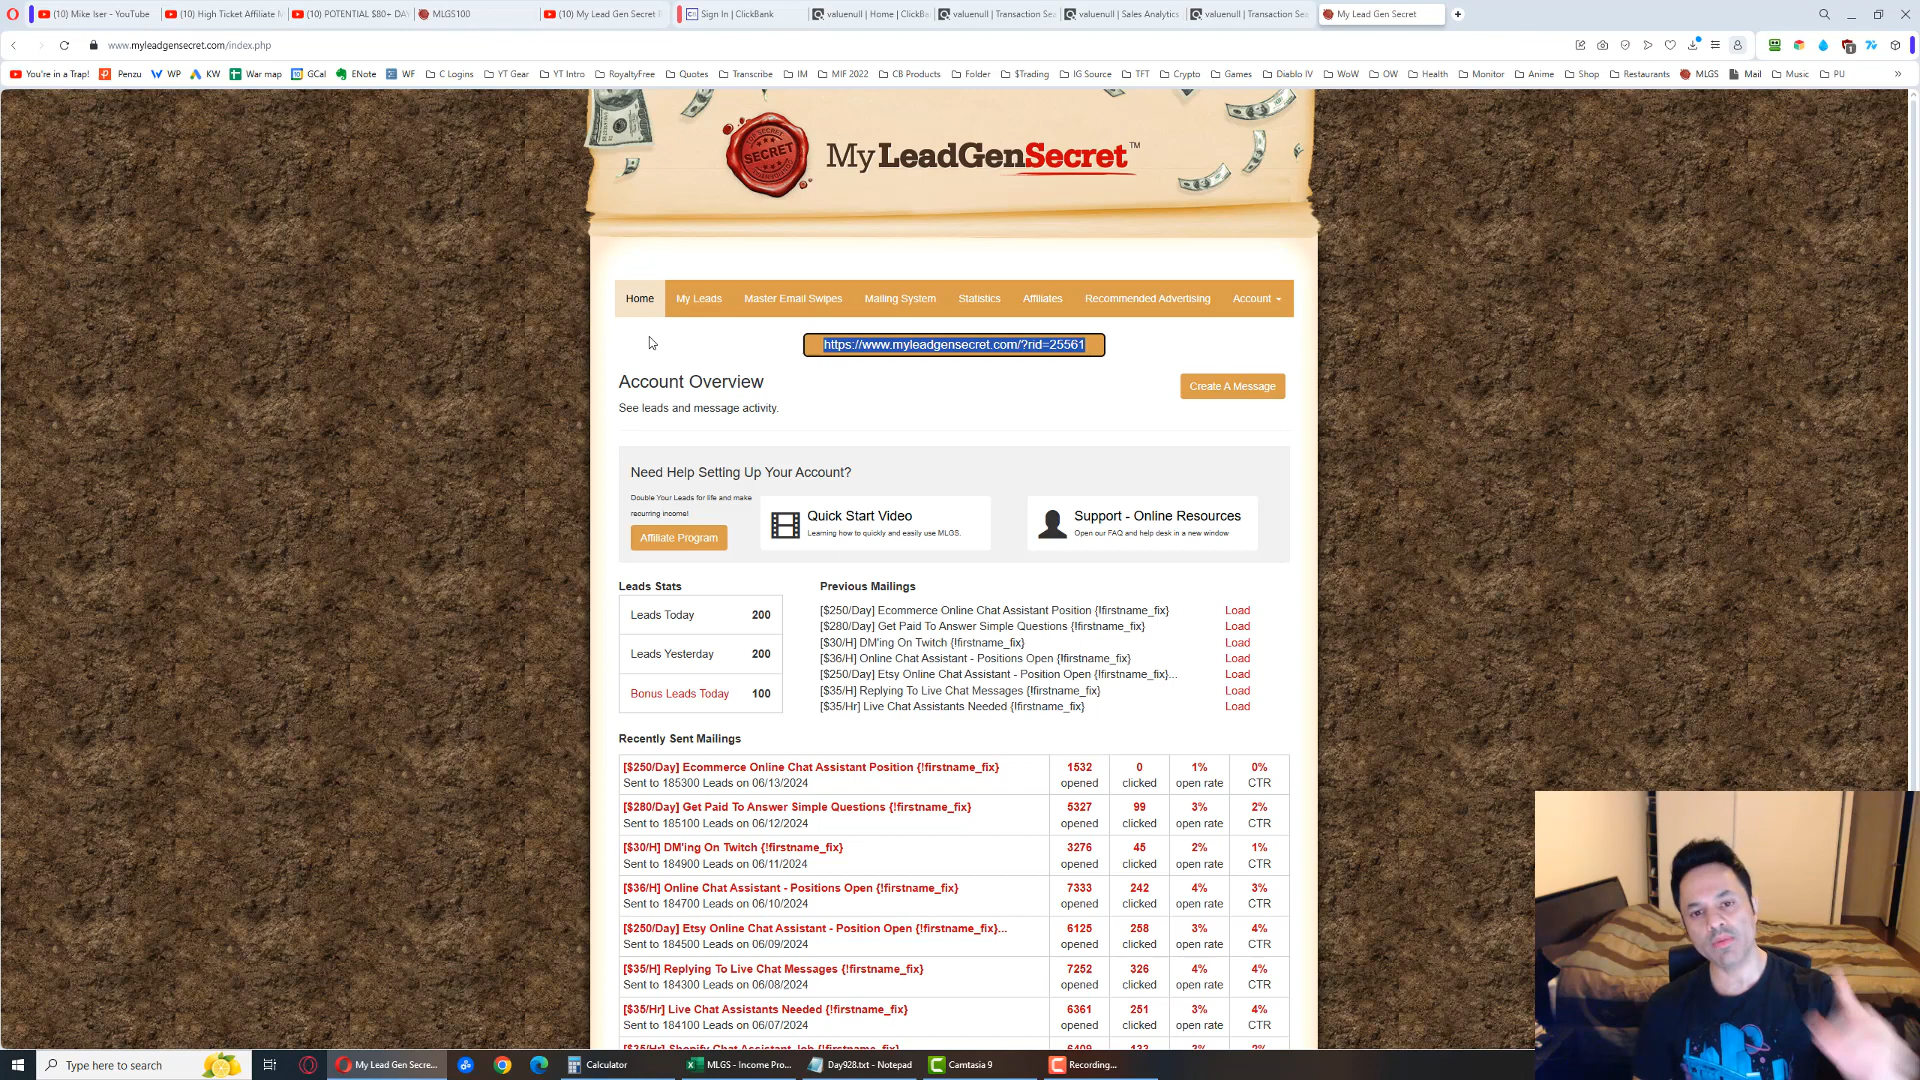 (10) Mike Iser - YouTube
(10) High Ticket Affiliate M
(10) POTENTIAL $80+ DAY
MLGS100
(10) My Lead Gen Secret R
Sign In | ClickBank
valuenull | Home | ClickBa
valuenull | Transaction Sea
valuenull | Sales Analytics
valuenull | Transaction Sea
My Lead Gen Secret
www.myleadgensecret.com/index.php
You're in a Trap!
Penzu
WP
KW
War map
GCal
ENote
WF
C Logins
YT Gear
YT Intro
RoyaltyFree
Quotes
Transcribe
IM
MIF 2022
CB Products
Folder
$Trading
IG Source
TFT
Crypto
Games
Diablo IV
WoW
OW
Health
Monitor
Anime
Shop
Restaurants
MLGS
Mail
Music
PU
SECRET
My LeadGenSecret™
Home
My Leads
Master Email Swipes
Mailing System
Statistics
Affiliates
Recommended Advertising
Account
https://www.myleadgensecret.com/?rid=25561
Account Overview
Create A Message
See leads and message activity.
Need Help Setting Up Your Account?
Double Your Leads for life and make
recurring income!
Affiliate Program
Quick Start Video
Learning how to quickly and easily use MLGS.
Support - Online Resources
Open our FAQ and help desk in a new window
Leads Stats
Leads Today 200
Leads Yesterday 200
Bonus Leads Today 100
Previous Mailings
[$250/Day] Ecommerce Online Chat Assistant Position {!firstname_fix} Load
[$280/Day] Get Paid To Answer Simple Questions {!firstname_fix} Load
[$30/H] DM'ing On Twitch {!firstname_fix} Load
[$36/H] Online Chat Assistant - Positions Open {!firstname_fix} Load
[$250/Day] Etsy Online Chat Assistant - Position Open {!firstname_fix}... Load
[$35/H] Replying To Live Chat Messages {!firstname_fix} Load
[$35/Hr] Live Chat Assistants Needed {!firstname_fix} Load
Recently Sent Mailings
[$250/Day] Ecommerce Online Chat Assistant Position {!firstname_fix} 1532 0 1% 0%
Sent to 185300 Leads on 06/13/2024 opened clicked open rate CTR
[$280/Day] Get Paid To Answer Simple Questions {!firstname_fix} 5327 99 3% 2%
Sent to 185100 Leads on 06/12/2024 opened clicked open rate CTR
[$30/H] DM'ing On Twitch {!firstname_fix} 3276 45 2% 1%
Sent to 184900 Leads on 06/11/2024 opened clicked open rate CTR
[$36/H] Online Chat Assistant - Positions Open {!firstname_fix} 7333 242 4% 3%
Sent to 184700 Leads on 06/10/2024 opened clicked open rate CTR
[$250/Day] Etsy Online Chat Assistant - Position Open {!firstname_fix}... 6125 258 3% 4%
Sent to 184500 Leads on 06/09/2024 opened clicked open rate CTR
[$35/H] Replying To Live Chat Messages {!firstname_fix} 7252 326 4% 4%
Sent to 184300 Leads on 06/08/2024 opened clicked open rate CTR
[$35/Hr] Live Chat Assistants Needed {!firstname_fix} 6361 251 3% 4%
Sent to 184100 Leads on 06/07/2024 opened clicked open rate CTR
Type here to search
My Lead Gen Secre...
Calculator
MLGS - Income Pro...
Day928.txt - Notepad
Camtasia 9
Recording...